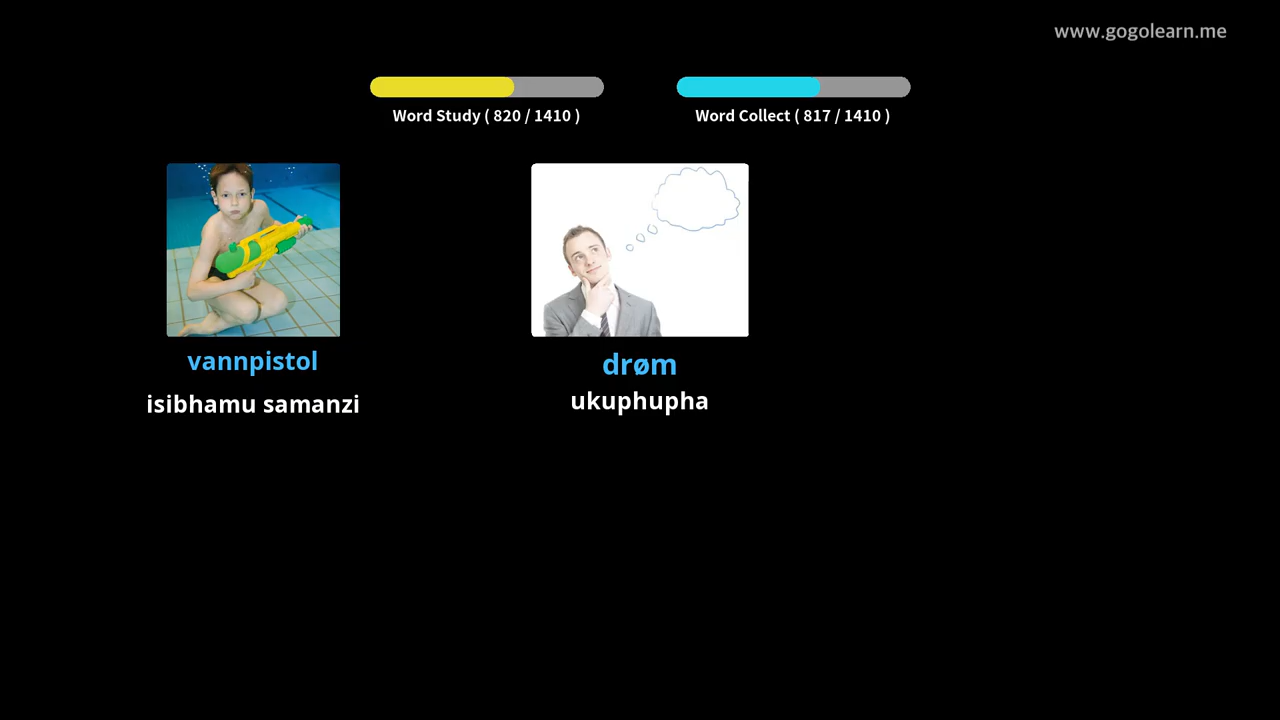 www.gogolearn.me
Word Study ( 820 / 1410 )
Word Collect ( 817 / 1410 )
vannpistol
isibhamu samanzi
drøm
ukuphupha